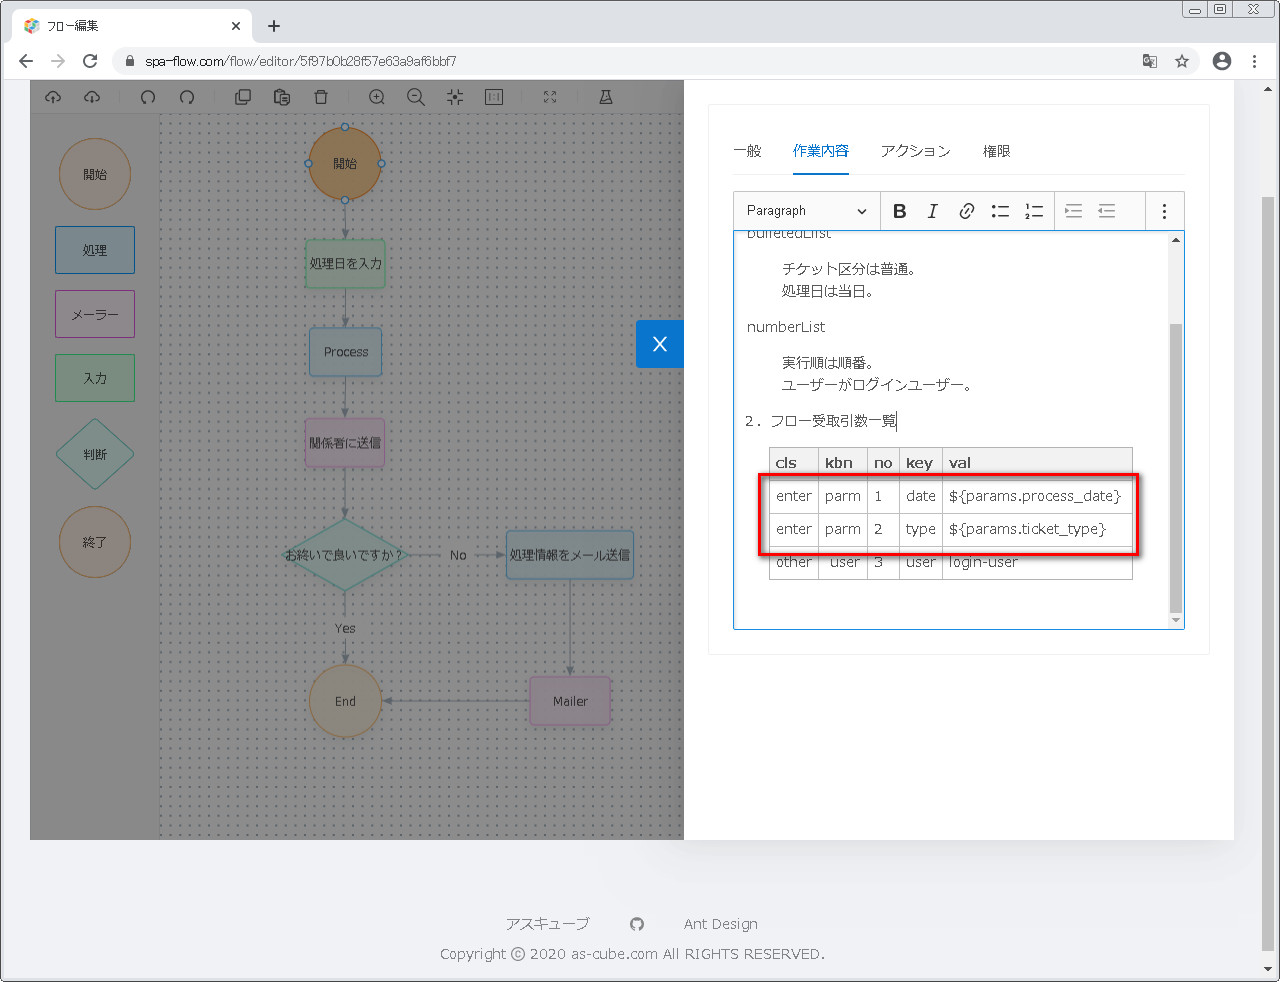 フロー編集
spa-flow.com/flow/editor/5f97b0b28f57e63a9af6bbf7
開始
処理
メーラー
入力
判断
終了
開始
処理日を入力
Process
関係者に送信
お終いで良いですか？
No
処理情報をメール送信
Yes
End
Mailer
X
一般 作業内容 アクション 権限
Paragraph
bulletedList
チケット区分は普通。
処理日は当日。
numberList
実行順は順番。
ユーザーがログインユーザー。
2. フロー受取引数一覧
cls kbn no key val
enter parm 1 date ${params.process_date}
enter parm 2 type ${params.ticket_type}
other user 3 user login-user
アスキューブ Ant Design
Copyright © 2020 as-cube.com All RIGHTS RESERVED.